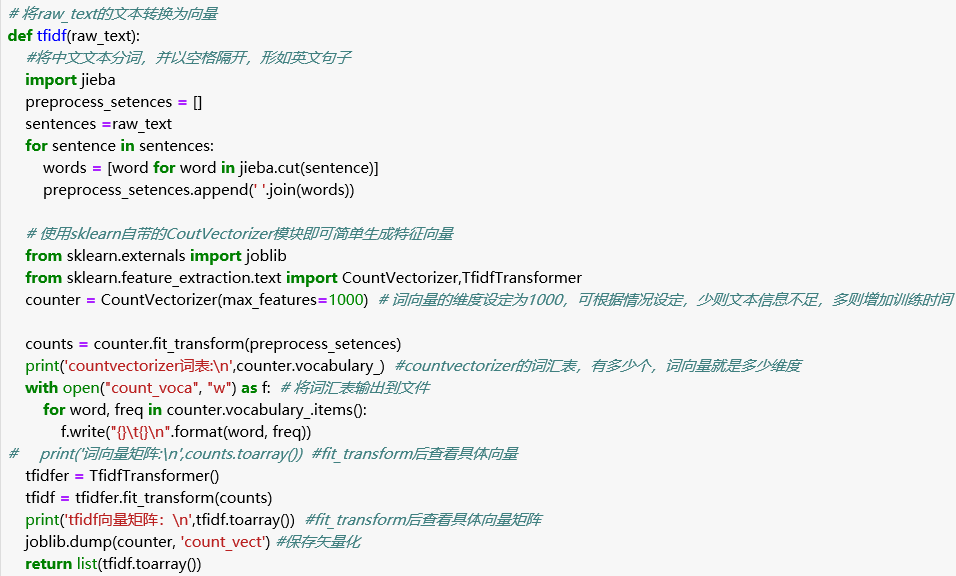 # 将raw_text的文本转换为向量
def tfidf(raw_text):
    #将中文文本分词，并以空格隔开，形如英文句子
    import jieba
    preprocess_setences = []
    sentences =raw_text
    for sentence in sentences:
        words = [word for word in jieba.cut(sentence)]
        preprocess_setences.append(' '.join(words))

    # 使用sklearn自带的CoutVectorizer模块即可简单生成特征向量
    from sklearn.externals import joblib
    from sklearn.feature_extraction.text import CountVectorizer,TfidfTransformer
    counter = CountVectorizer(max_features=1000)  # 词向量的维度设定为1000，可根据情况设定，少则文本信息不足，多则增加训练时间

    counts = counter.fit_transform(preprocess_setences)
    print('countvectorizer词表:\n',counter.vocabulary_)  #countvectorizer的词汇表，有多少个，词向量就是多少维度
    with open("count_voca", "w") as f:  # 将词汇表输出到文件
        for word, freq in counter.vocabulary_.items():
            f.write("{}\t{}\n".format(word, freq))
#     print('词向量矩阵:\n',counts.toarray())  #fit_transform后查看具体向量
    tfidfer = TfidfTransformer()
    tfidf = tfidfer.fit_transform(counts)
    print('tfidf向量矩阵：\n',tfidf.toarray())  #fit_transform后查看具体向量矩阵
    joblib.dump(counter, 'count_vect') #保存矢量化
    return list(tfidf.toarray())